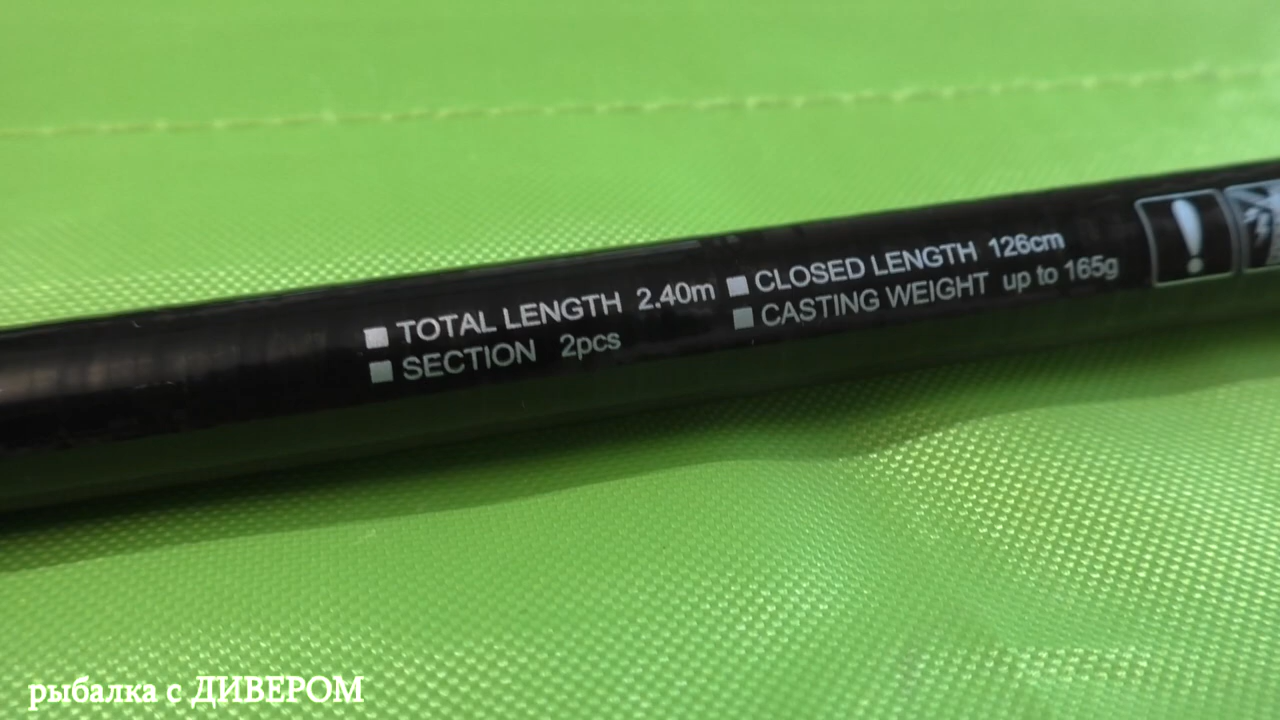 ■ TOTAL LENGTH 2.40m ■ CLOSED LENGTH 126cm
■ SECTION 2pcs ■ CASTING WEIGHT up to 165g
рыбалка с ДИВЕРОМ